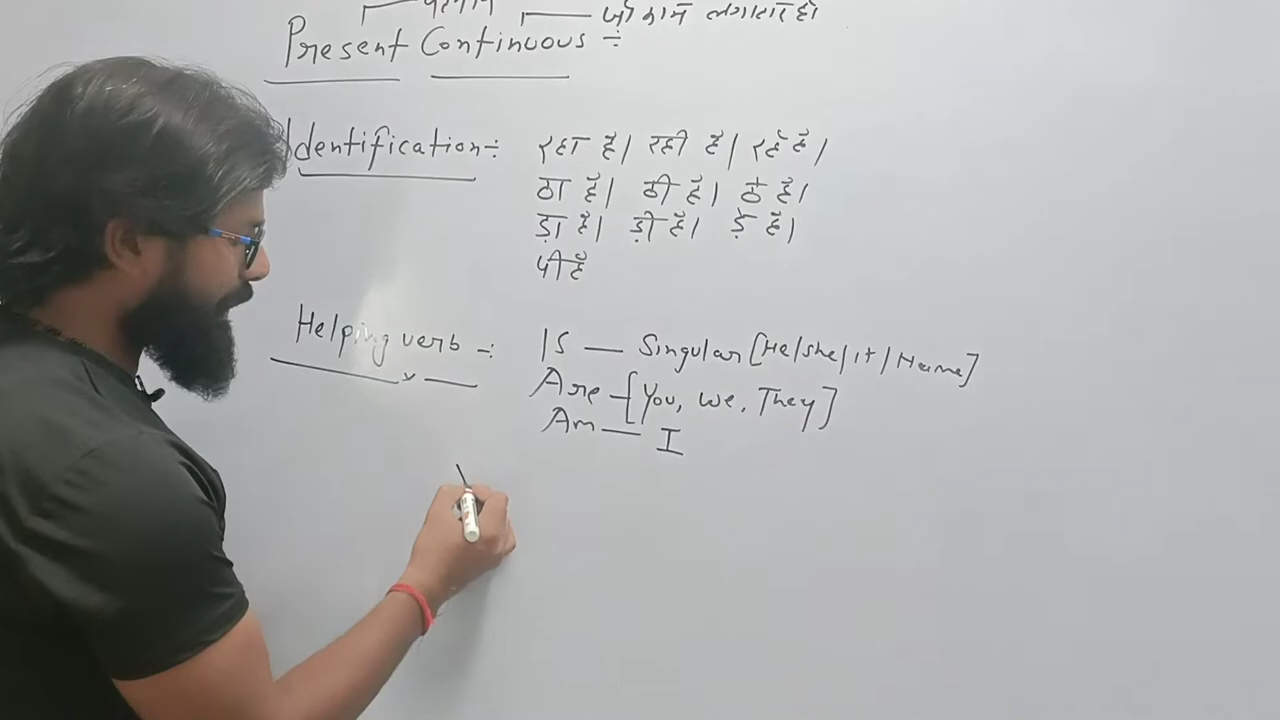 जो काम लगातार हो
Present Continuous ÷
Identification :- रहा है। रही है। रहे हैं।
ठा है। ठी है। ठे हैं।
ड़ा है। ड़ी है। ड़े हैं।
पी है
Helping verb :- IS — Singular [He/she/it/Name]
Are — [You, We, They]
Am — I